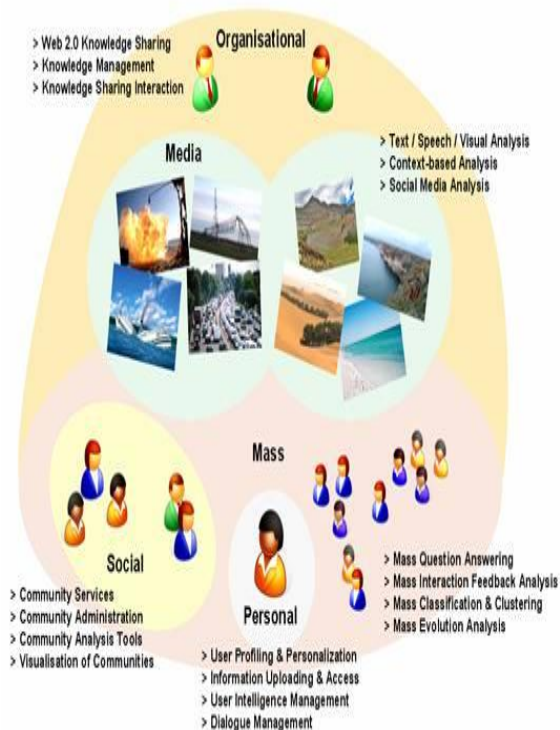 Organisational
> Web 2.0 Knowledge Sharing
> Knowledge Management
> Knowledge Sharing Interaction
Media
> Text / Speech / Visual Analysis
> Context-based Analysis
> Social Media Analysis
Mass
> Mass Question Answering
> Mass Interaction Feedback Analysis
> Mass Classification & Clustering
> Mass Evolution Analysis
Social
> Community Services
> Community Administration
> Community Analysis Tools
> Visualisation of Communities
Personal
> User Profiling & Personalization
> Information Uploading & Access
> User Intelligence Management
> Dialogue Management